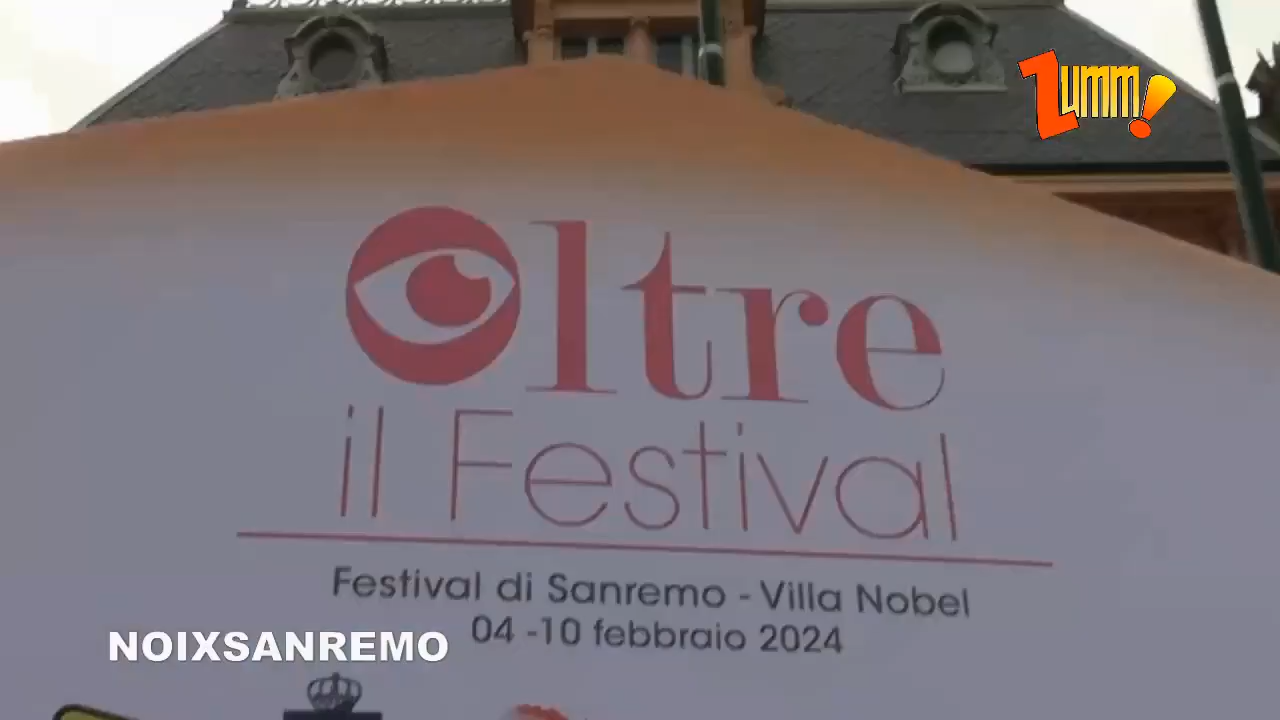 Zumm!
Oltre
il Festival
Festival di Sanremo - Villa Nobel
04 -10 febbraio 2024
NOIXSANREMO